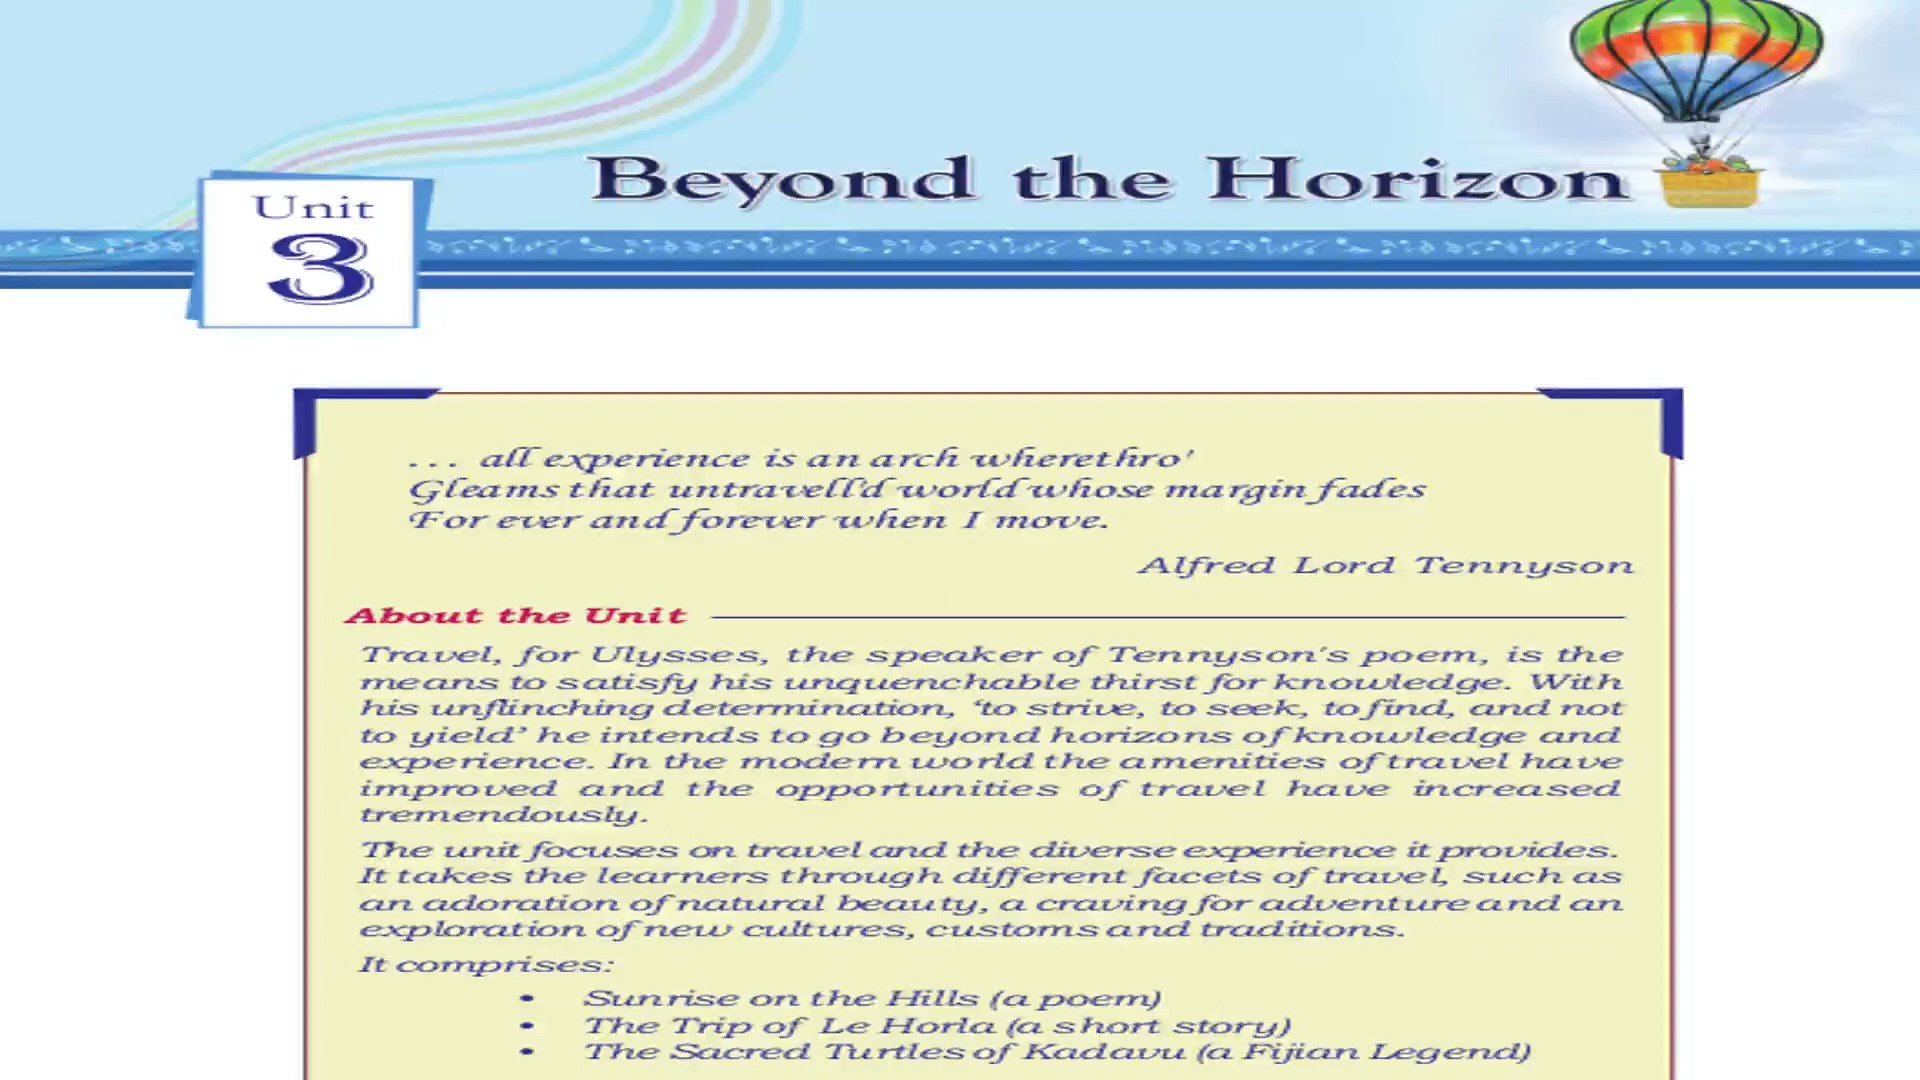 Beyond the Horizon
Unit
3
... all experience is an arch wherethro'
Gleams that untravell'd world whose margin fades
For ever and forever when I move.
Alfred Lord Tennyson
About the Unit
Travel, for Ulysses, the speaker of Tennyson's poem, is the
means to satisfy his unquenchable thirst for knowledge. With
his unflinching determination, ‘to strive, to seek, to find, and not
to yield’ he intends to go beyond horizons of knowledge and
experience. In the modern world the amenities of travel have
improved and the opportunities of travel have increased
tremendously.
The unit focuses on travel and the diverse experience it provides.
It takes the learners through different facets of travel, such as
an adoration of natural beauty, a craving for adventure and an
exploration of new cultures, customs and traditions.
It comprises:
• Sunrise on the Hills (a poem)
• The Trip of Le Horla (a short story)
• The Sacred Turtles of Kadavu (a Fijian Legend)